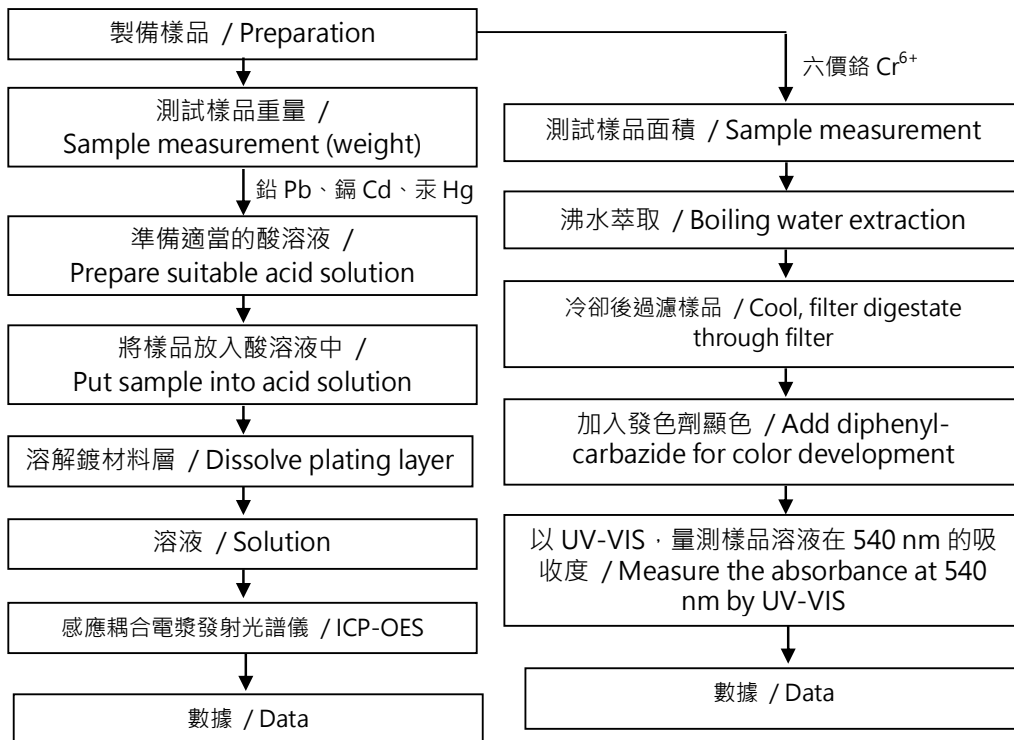 製備樣品 / Preparation
六價鉻 Cr⁶⁺
測試樣品重量 /
Sample measurement (weight)
鉛 Pb、鎘 Cd、汞 Hg
準備適當的酸溶液 /
Prepare suitable acid solution
將樣品放入酸溶液中 /
Put sample into acid solution
溶解鍍材料層 / Dissolve plating layer
溶液 / Solution
感應耦合電漿發射光譜儀 / ICP-OES
數據 / Data
測試樣品面積 / Sample measurement
沸水萃取 / Boiling water extraction
冷卻後過濾樣品 / Cool, filter digestate
through filter
加入發色劑顯色 / Add diphenyl-
carbazide for color development
以 UV-VIS，量測樣品溶液在 540 nm 的吸
收度 / Measure the absorbance at 540
nm by UV-VIS
數據 / Data